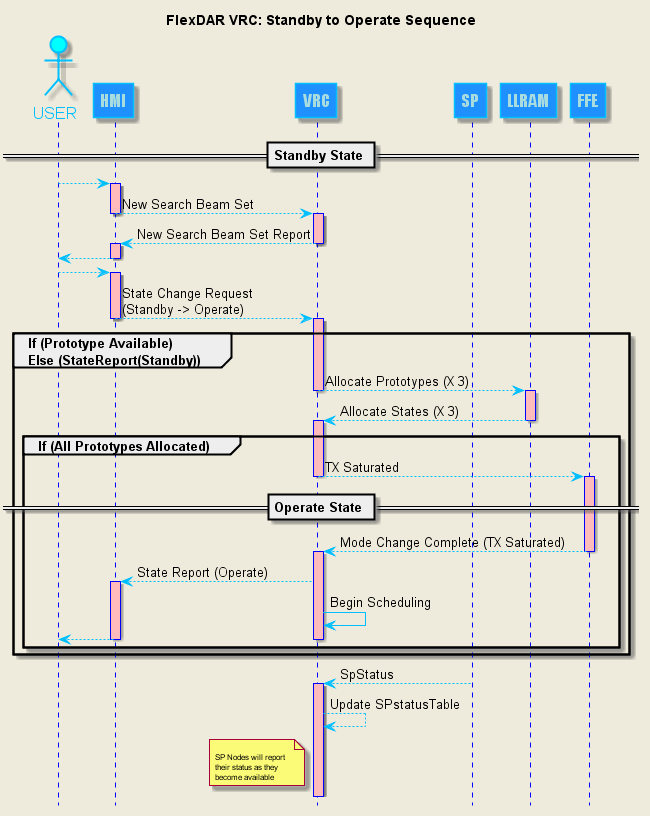 FlexDAR VRC: Standby to Operate Sequence
USER
HMI
VRC
SP
LLRAM
FFE
Standby State
New Search Beam Set
New Search Beam Set Report
State Change Request
(Standby -> Operate)
If (Prototype Available)
Else (StateReport(Standby))
Allocate Prototypes (X 3)
Allocate States (X 3)
If (All Prototypes Allocated)
TX Saturated
Operate State
Mode Change Complete (TX Saturated)
State Report (Operate)
Begin Scheduling
SpStatus
Update SPstatusTable
SP Nodes will report
their status as they
become available